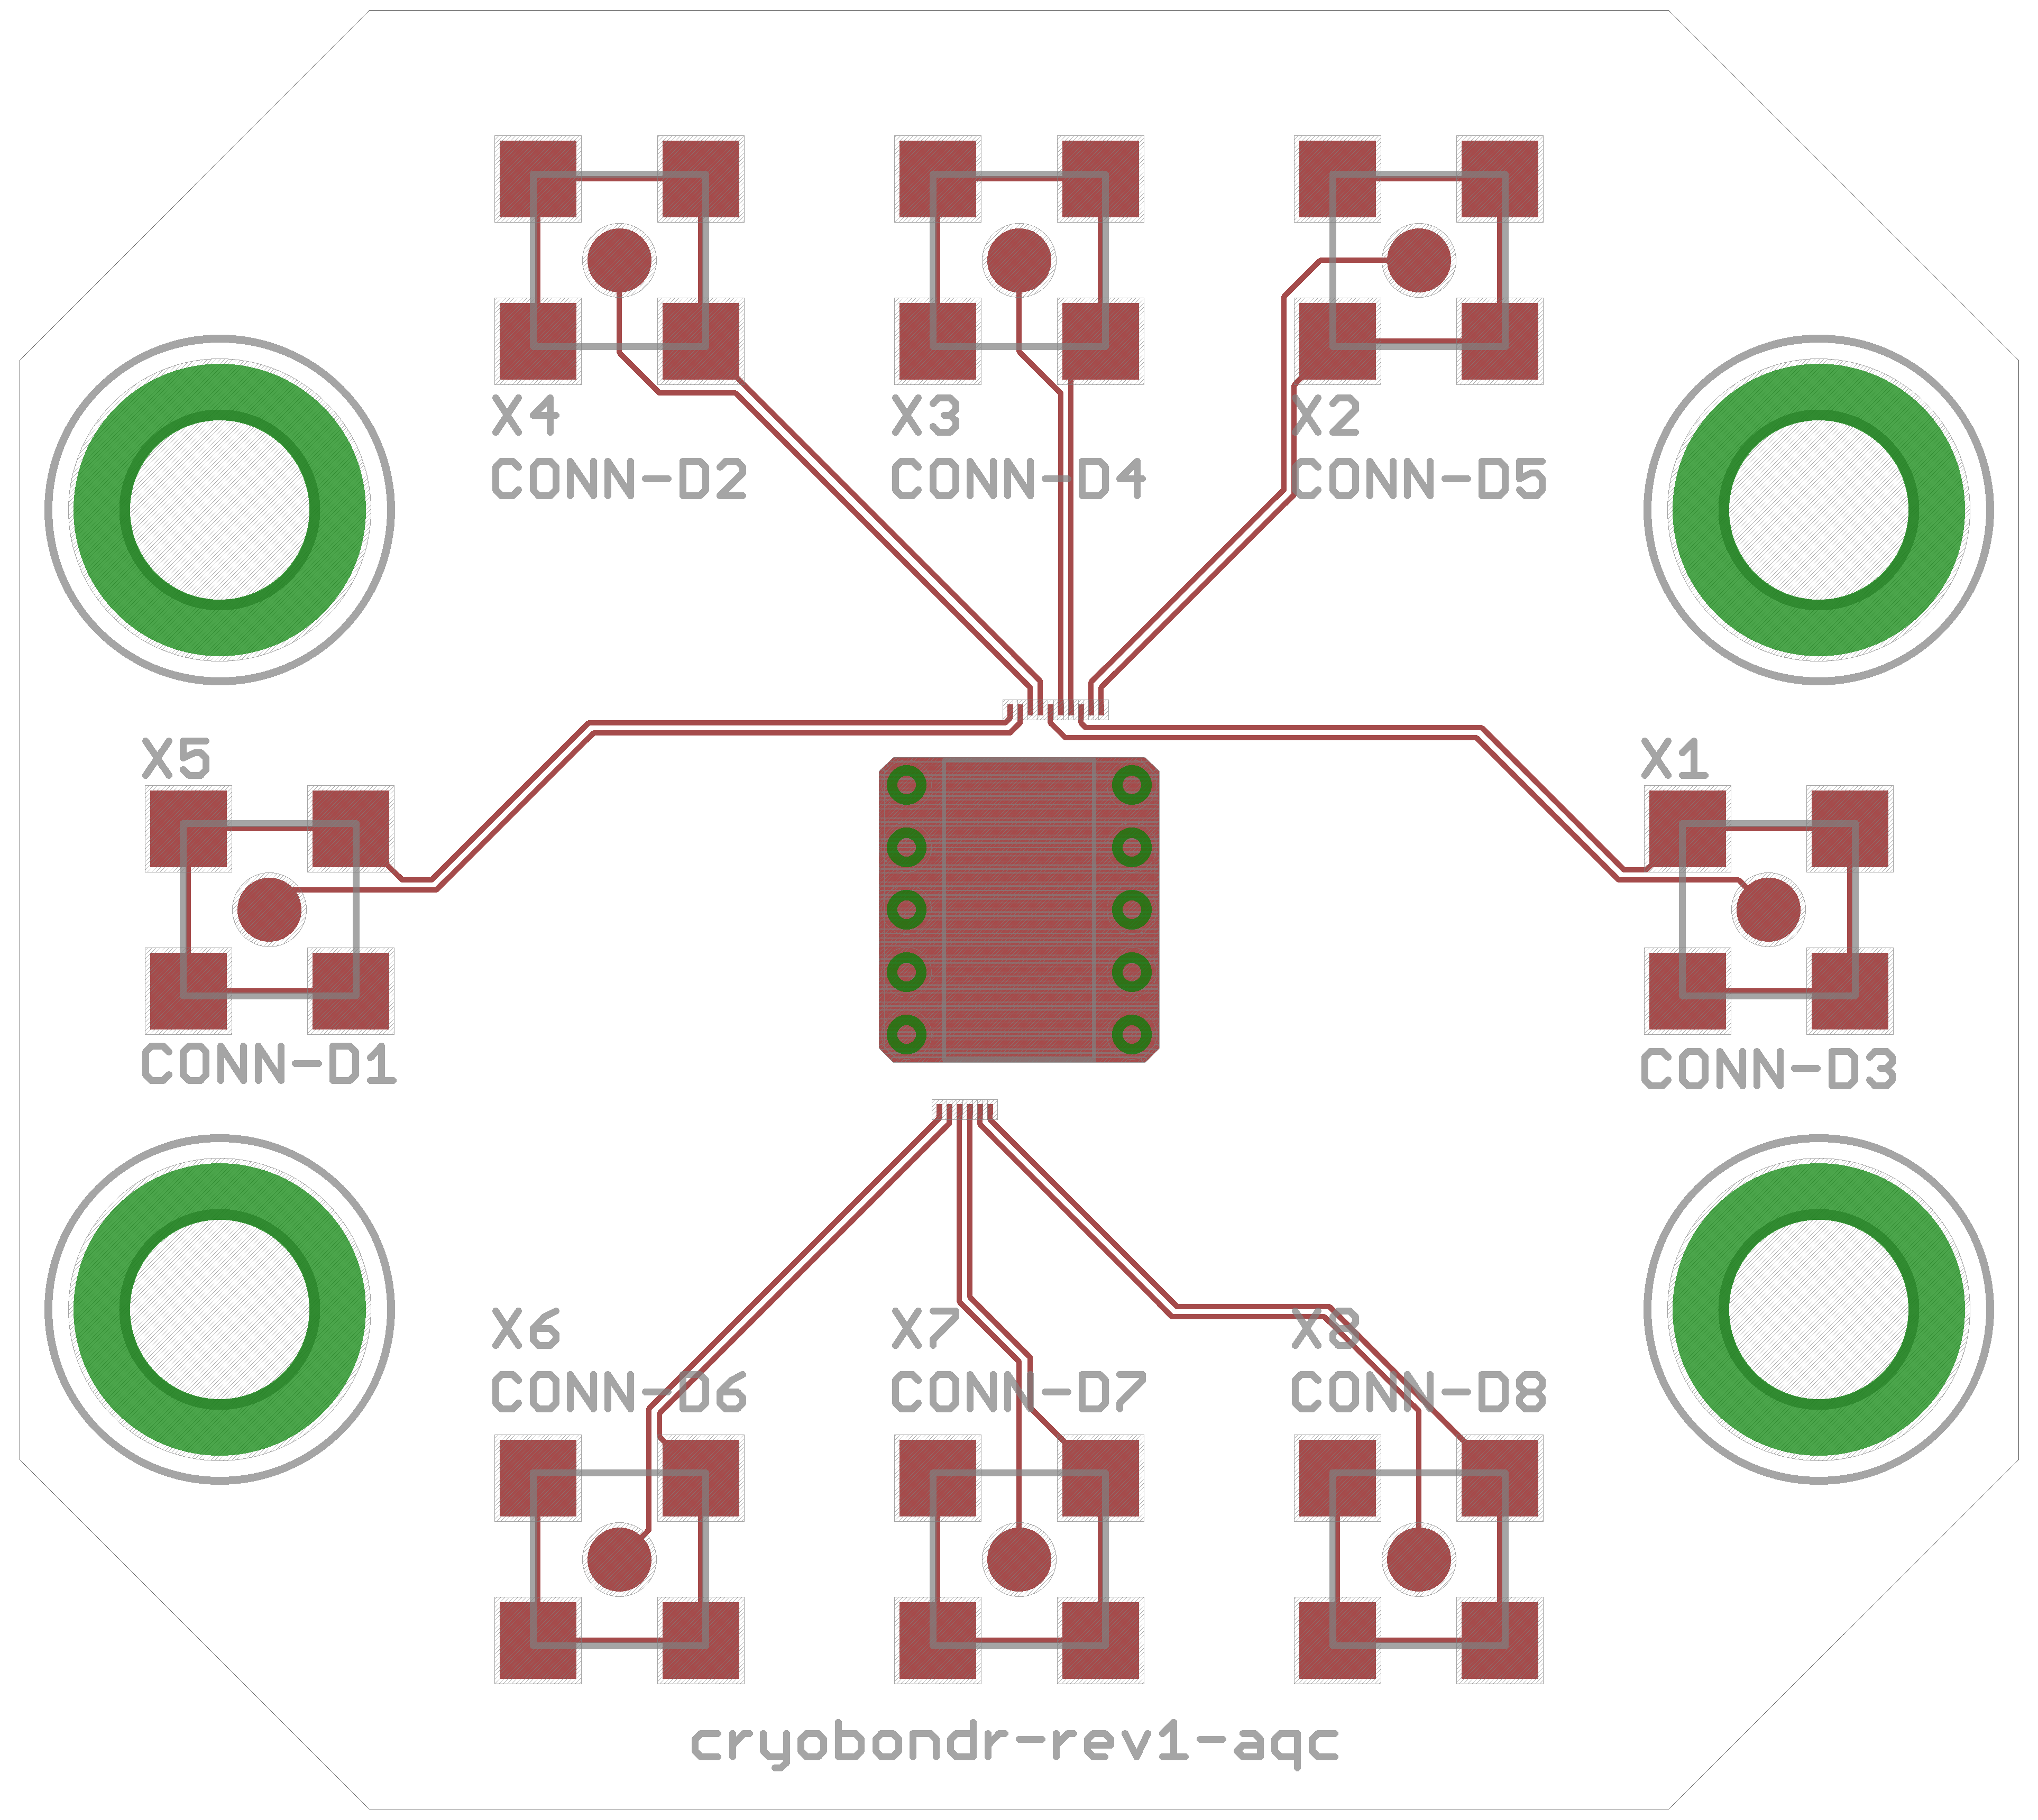 X4
CONN-D2
X3
CONN-D4
X2
CONN-D5
X5
CONN-D1
X1
CONN-D3
X6
CONN-D6
X7
CONN-D7
X8
CONN-D8
cryobondr-rev1-aqc